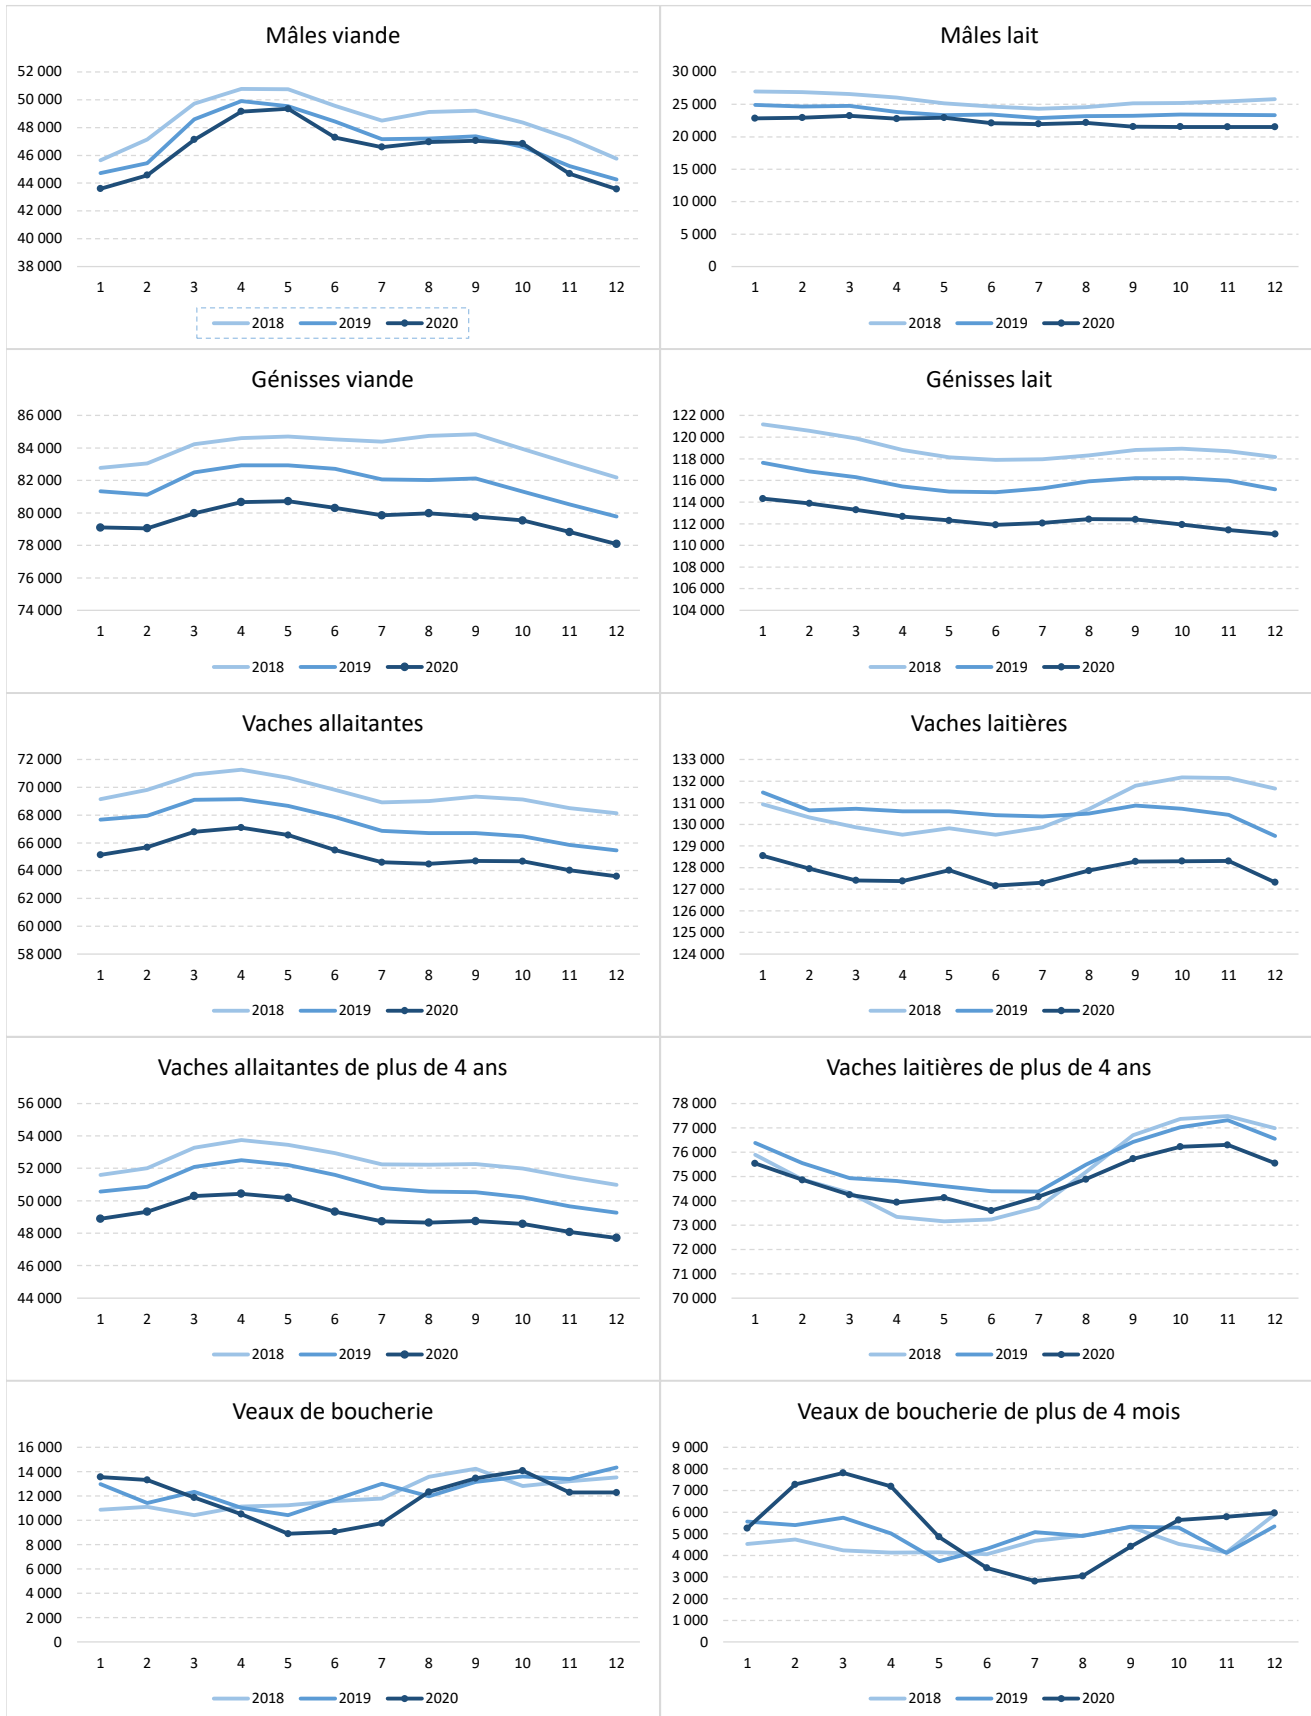 Mâles viande
52 000
50 000
48 000
46 000
44 000
42 000
40 000
38 000
1 2 3 4 5 6 7 8 9 10 11 12
2018 2019 2020
Mâles lait
30 000
25 000
20 000
15 000
10 000
5 000
0
1 2 3 4 5 6 7 8 9 10 11 12
2018 2019 2020
Génisses viande
86 000
84 000
82 000
80 000
78 000
76 000
74 000
1 2 3 4 5 6 7 8 9 10 11 12
2018 2019 2020
Génisses lait
122 000
120 000
118 000
116 000
114 000
112 000
110 000
108 000
106 000
104 000
1 2 3 4 5 6 7 8 9 10 11 12
2018 2019 2020
Vaches allaitantes
72 000
70 000
68 000
66 000
64 000
62 000
60 000
58 000
1 2 3 4 5 6 7 8 9 10 11 12
2018 2019 2020
Vaches laitières
133 000
132 000
131 000
130 000
129 000
128 000
127 000
126 000
125 000
124 000
1 2 3 4 5 6 7 8 9 10 11 12
2018 2019 2020
Vaches allaitantes de plus de 4 ans
56 000
54 000
52 000
50 000
48 000
46 000
44 000
1 2 3 4 5 6 7 8 9 10 11 12
2018 2019 2020
Vaches laitières de plus de 4 ans
78 000
77 000
76 000
75 000
74 000
73 000
72 000
71 000
70 000
1 2 3 4 5 6 7 8 9 10 11 12
2018 2019 2020
Veaux de boucherie
16 000
14 000
12 000
10 000
8 000
6 000
4 000
2 000
0
1 2 3 4 5 6 7 8 9 10 11 12
2018 2019 2020
Veaux de boucherie de plus de 4 mois
9 000
8 000
7 000
6 000
5 000
4 000
3 000
2 000
1 000
0
1 2 3 4 5 6 7 8 9 10 11 12
2018 2019 2020